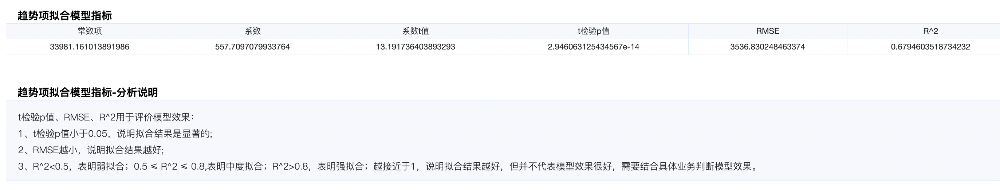 趋势项拟合模型指标
常数项 系数 系数t值 t检验p值 RMSE R^2
33981.161013891986 557.7097079933764 13.191736403893293 2.946063125434567e-14 3536.830248463374 0.6794603518734232
趋势项拟合模型指标-分析说明
t检验p值、RMSE、R^2用于评价模型效果：
1、t检验p值小于0.05，说明拟合结果是显著的;
2、RMSE越小，说明拟合结果越好;
3、R^2<0.5，表明弱拟合；0.5 ≤ R^2 ≤ 0.8,表明中度拟合；R^2>0.8，表明强拟合；越接近于1，说明拟合结果越好，但并不代表模型效果很好，需要结合具体业务判断模型效果。